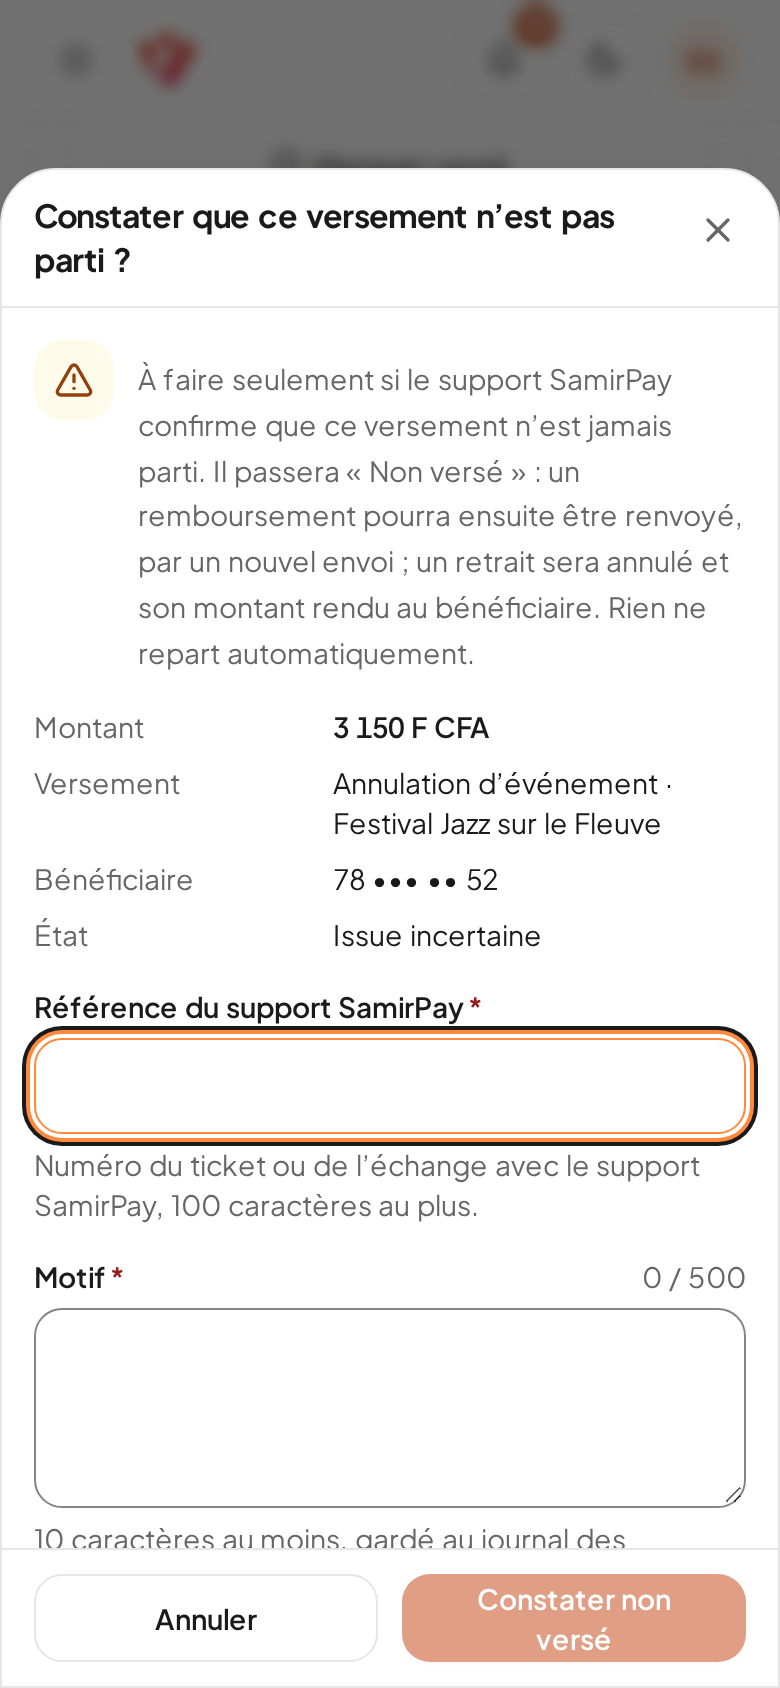 Constater que ce versement n’est pas
parti ?
À faire seulement si le support SamirPay
confirme que ce versement n’est jamais
parti. Il passera « Non versé » : un
remboursement pourra ensuite être renvoyé,
par un nouvel envoi ; un retrait sera annulé et
son montant rendu au bénéficiaire. Rien ne
repart automatiquement.
Montant 3 150 F CFA
Versement Annulation d’événement ·
Festival Jazz sur le Fleuve
Bénéficiaire 78 ••• •• 52
État Issue incertaine
Référence du support SamirPay *
Numéro du ticket ou de l’échange avec le support
SamirPay, 100 caractères au plus.
Motif * 0 / 500
10 caractères au moins, gardé au journal des
Annuler
Constater non
versé